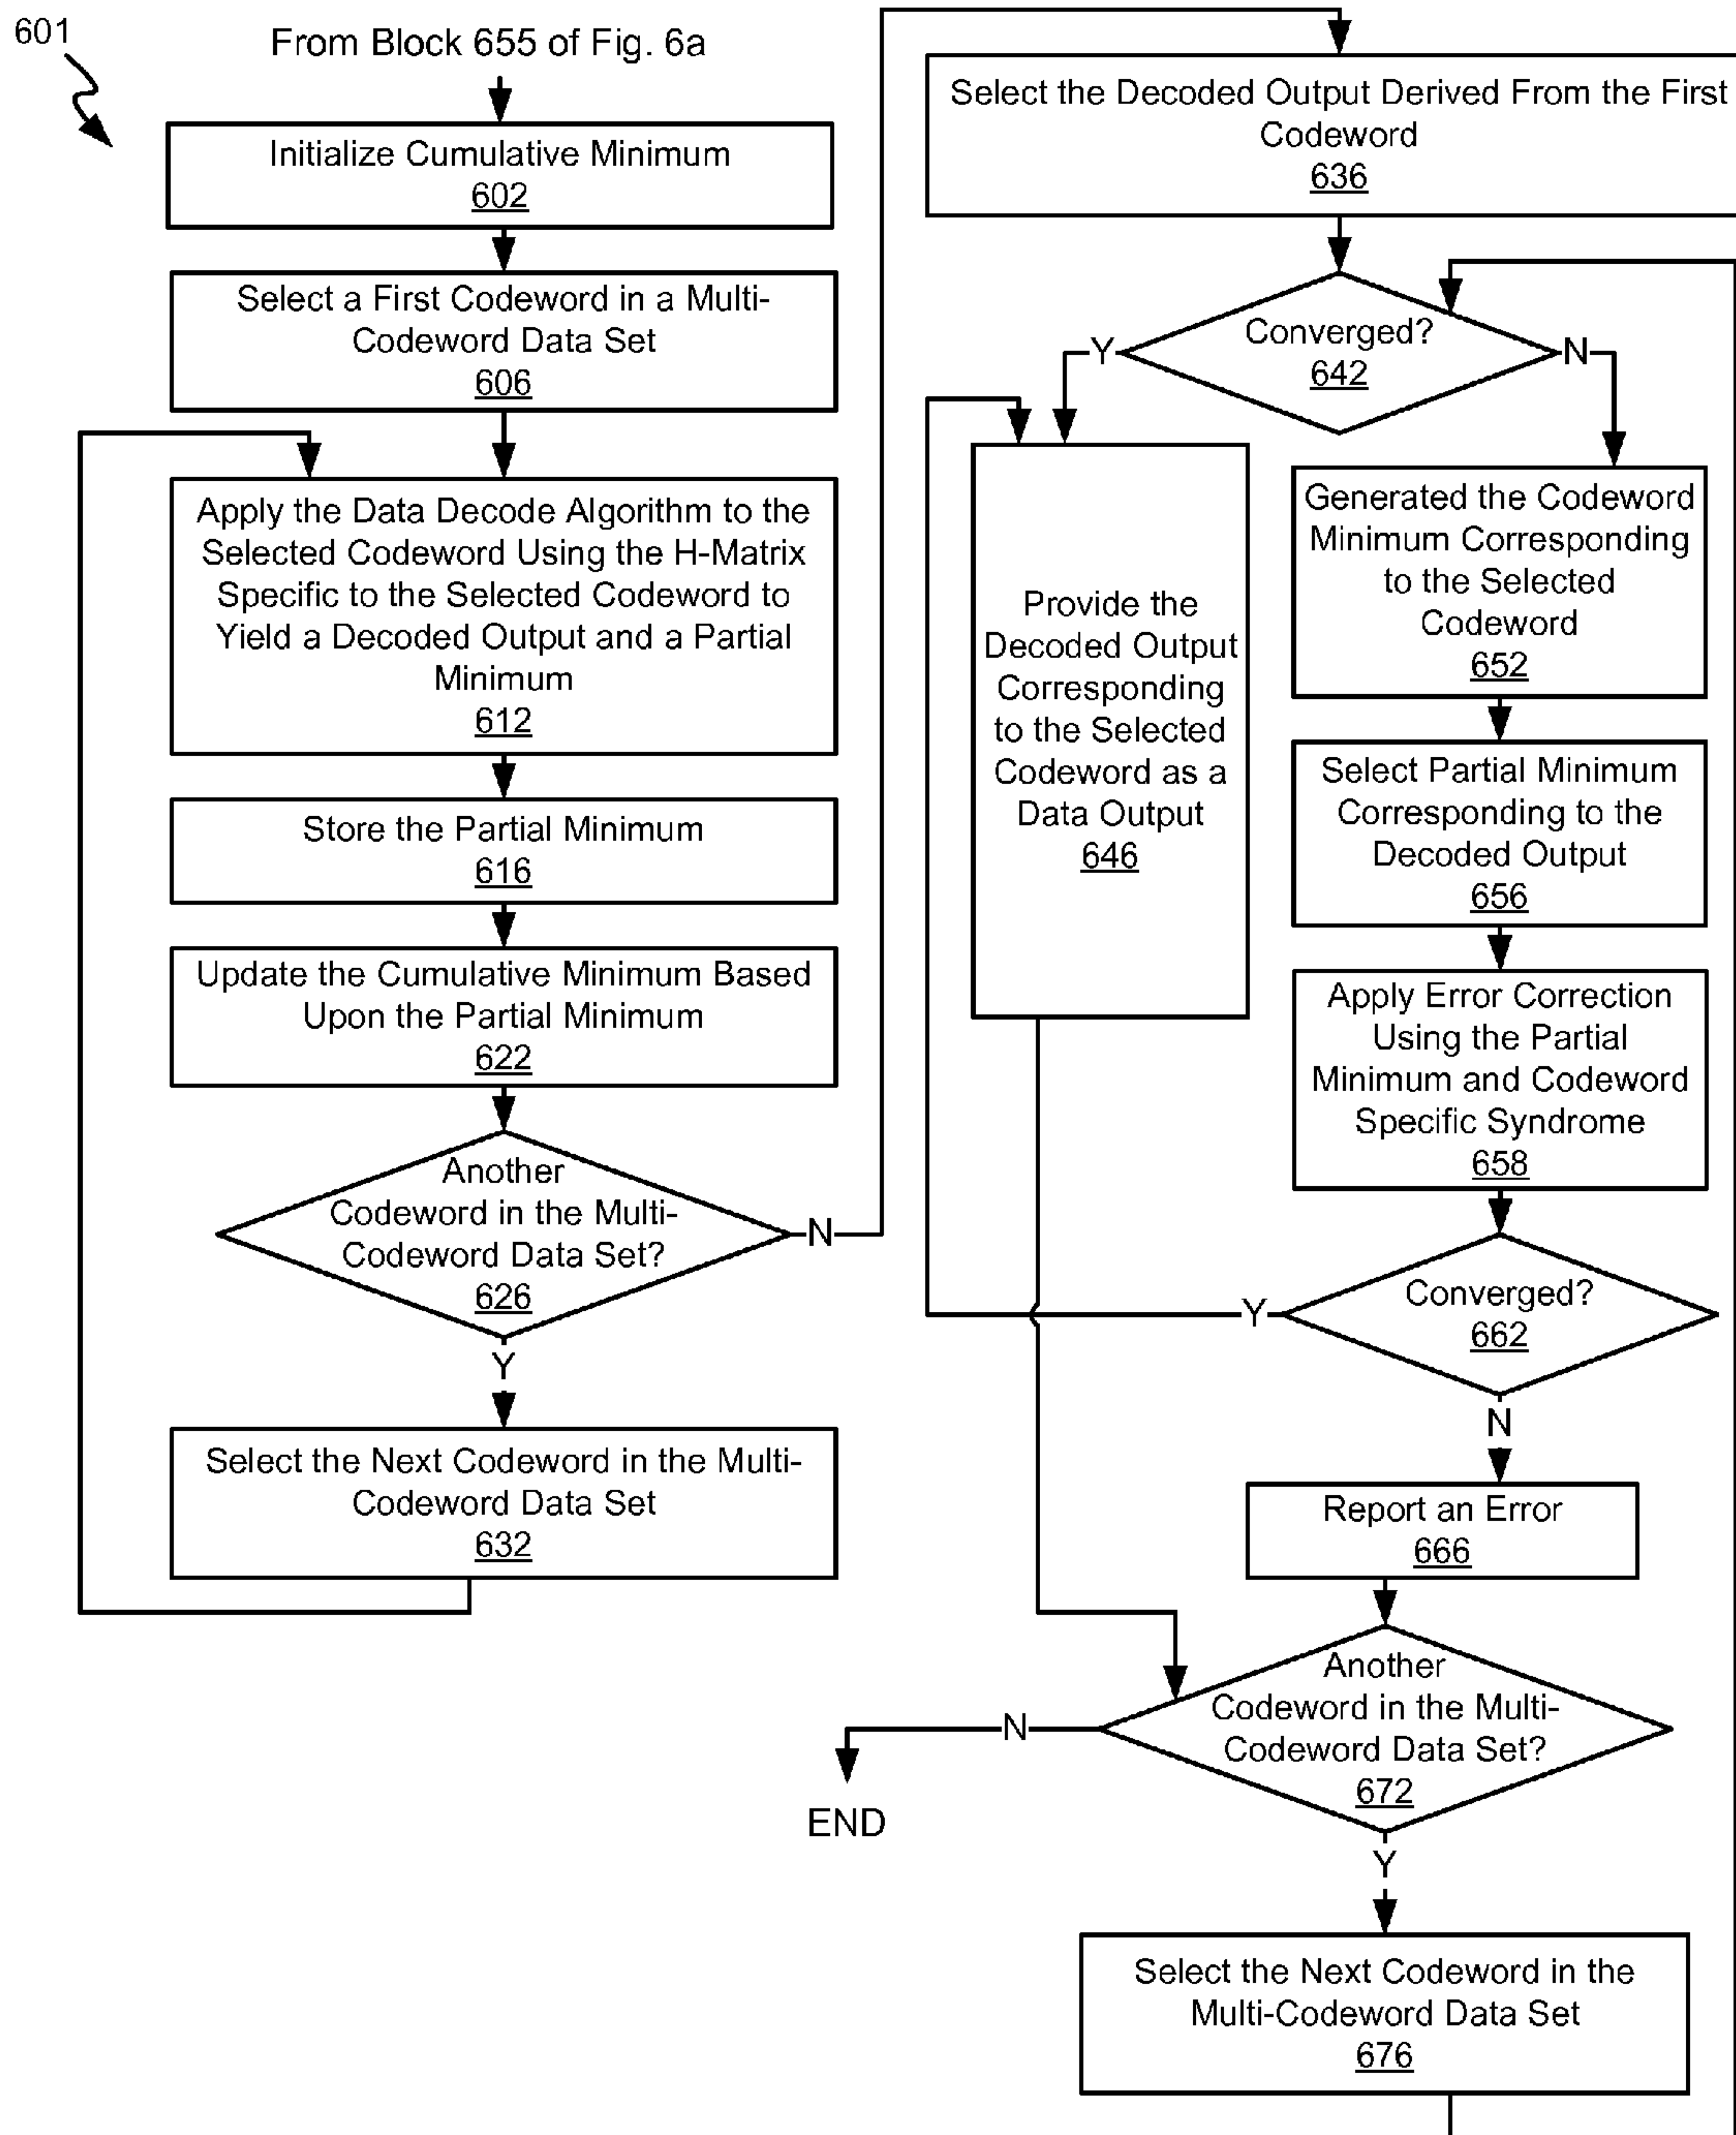 601
From Block 655 of Fig. 6a
Initialize Cumulative Minimum
602
Select a First Codeword in a Multi-
Codeword Data Set
606
Apply the Data Decode Algorithm to the
Selected Codeword Using the H-Matrix
Specific to the Selected Codeword to
Yield a Decoded Output and a Partial
Minimum
612
Store the Partial Minimum
616
Update the Cumulative Minimum Based
Upon the Partial Minimum
622
Another
Codeword in the Multi-
Codeword Data Set?
626
N
Y
Select the Next Codeword in the Multi-
Codeword Data Set
632
Select the Decoded Output Derived From the First
Codeword
636
Converged?
642
Y
N
Provide the
Decoded Output
Corresponding
to the Selected
Codeword as a
Data Output
646
Generated the Codeword
Minimum Corresponding
to the Selected
Codeword
652
Select Partial Minimum
Corresponding to the
Decoded Output
656
Apply Error Correction
Using the Partial
Minimum and Codeword
Specific Syndrome
658
Converged?
662
Y
N
Report an Error
666
Another
Codeword in the Multi-
Codeword Data Set?
672
N
END
Y
Select the Next Codeword in the
Multi-Codeword Data Set
676